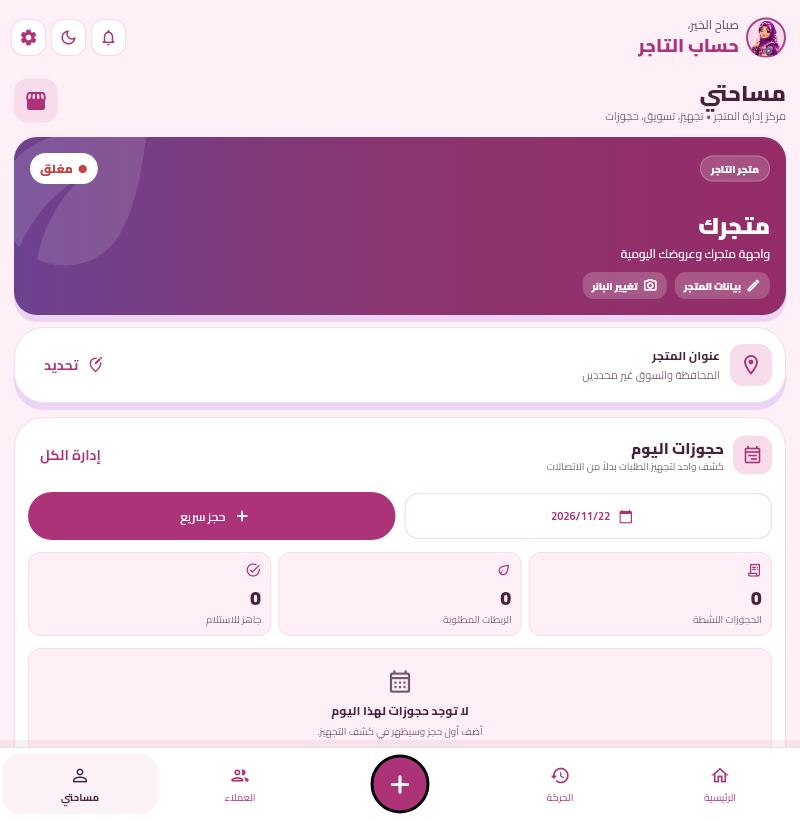 صباح الخير،
حساب التاجر
مساحتي
مركز إدارة المتجر • تجهيز، تسويق، حجوزات
متجر التاجر
مغلق
متجرك
واجهة متجرك وعروضك اليومية
بيانات المتجر
تغيير البانر
عنوان المتجر
المحافظة والسوق غير محددين
تحديد
حجوزات اليوم
كشف واحد لتجهيز الطلبات بدلاً من الاتصالات
إدارة الكل
2026/11/22
حجز سريع
0
الحجوزات النشطة
0
الربطات المطلوبة
0
جاهز للاستلام
لا توجد حجوزات لهذا اليوم
أضف أول حجز وسيظهر في كشف التجهيز.
الرئيسية
الحركة
العملاء
مساحتي